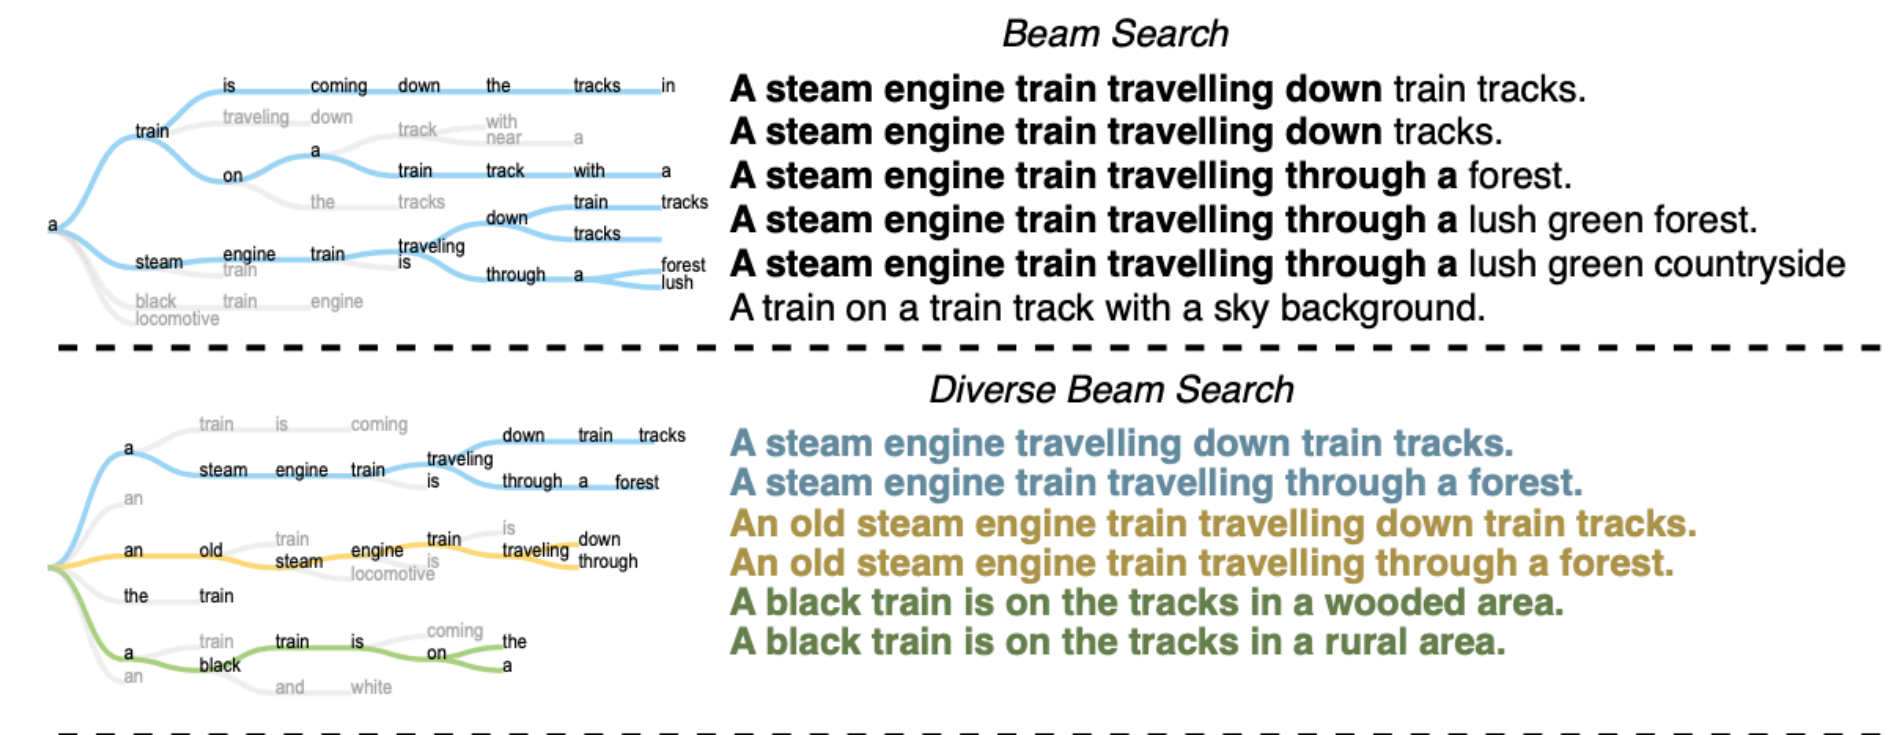 Beam Search
is coming down the tracks in
traveling down
train
track with
near a
a
on
train track with a
the tracks
a
down
train tracks
tracks
steam engine train traveling
train
is
through a forest
lush
black train engine
locomotive
A steam engine train travelling down train tracks.
A steam engine train travelling down tracks.
A steam engine train travelling through a forest.
A steam engine train travelling through a lush green forest.
A steam engine train travelling through a lush green countryside
A train on a train track with a sky background.
Diverse Beam Search
train is coming
a
down train tracks
steam engine train traveling
is
through a forest
an
an old
train
steam
engine
locomotive
train
is
is
traveling
down
through
the train
a
train
black
train is
coming
on
the
a
an
and white
A steam engine travelling down train tracks.
A steam engine train travelling through a forest.
An old steam engine train travelling down train tracks.
An old steam engine train travelling through a forest.
A black train is on the tracks in a wooded area.
A black train is on the tracks in a rural area.